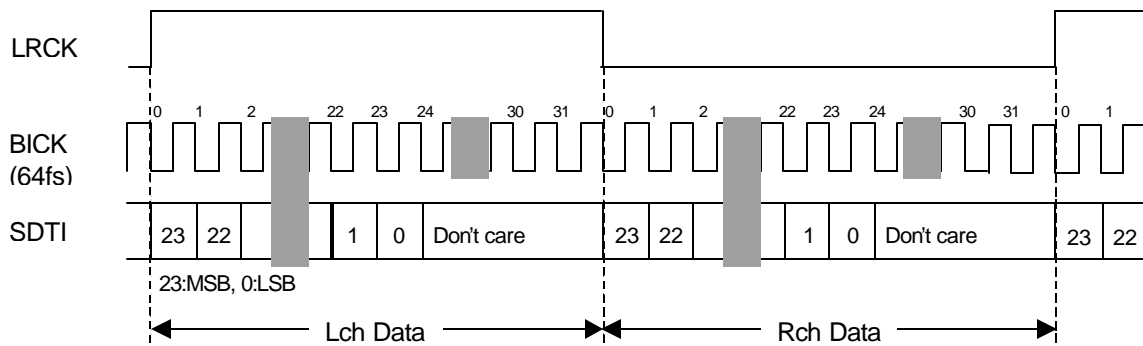 LRCK
0 1 2 22 23 24 30 31 0 1 2 22 23 24 30 31 0 1
BICK
(64fs)
SDTI 23 22 1 0 Don't care 23 22 1 0 Don't care 23 22
23:MSB, 0:LSB
Lch Data Rch Data